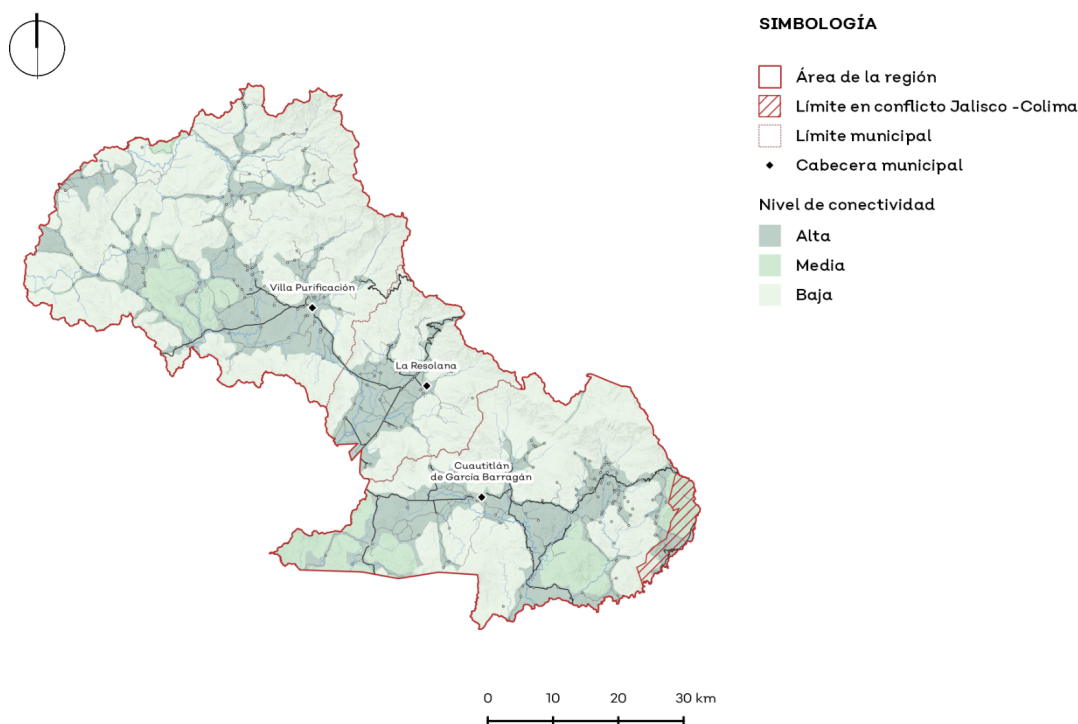 SIMBOLOGÍA
Área de la región
Límite en conflicto Jalisco -Colima
Límite municipal
Cabecera municipal
Nivel de conectividad
Alta
Media
Baja
Villa Purificación
La Resolana
Cuautitlán
de García Barragán
0 10 20 30 km